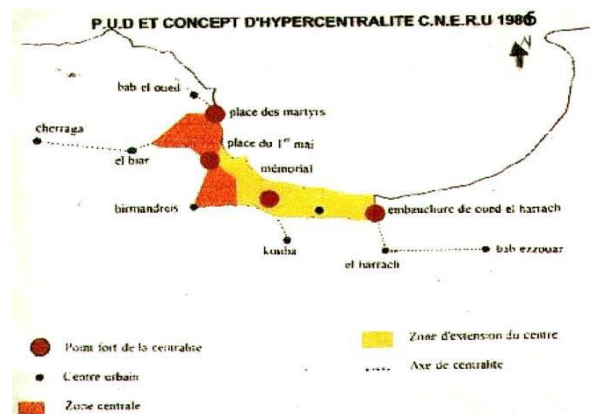 P.U.D ET CONCEPT D'HYPERCENTRALITE C.N.E.R.U 1986
N
bab el oued
place des martyrs
cherraga
place du 1er mai
el biar
mémorial
birmandreis
embauchure de oued el harrach
kouba
el harrach
bab ezzouar
Point fort de la centralite
Zone d'extension du centre
Centre urbain
Axe de centralite
Zone centrale